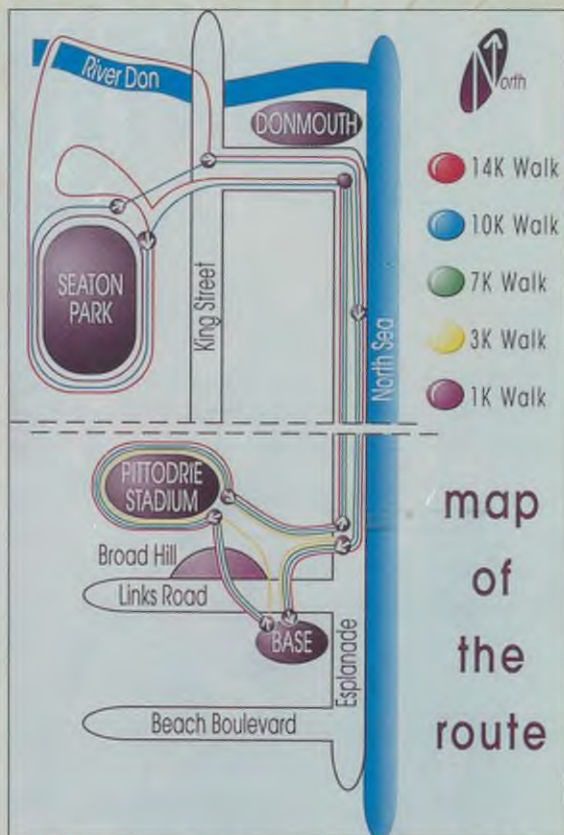 River Don
DONMOUTH
North
14K Walk
10K Walk
7K Walk
3K Walk
1K Walk
SEATON
PARK
King Street
North Sea
PITTODRIE
STADIUM
Broad Hill
Links Road
BASE
Esplanade
Beach Boulevard
map
of
the
route